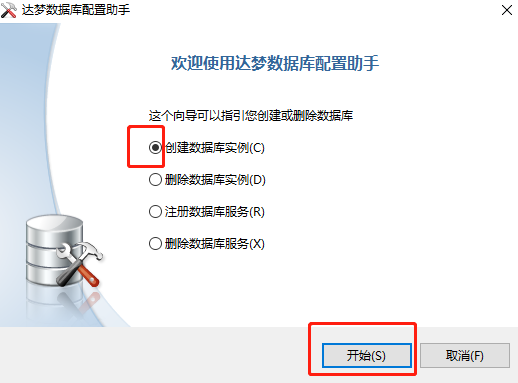 达梦数据库配置助手
欢迎使用达梦数据库配置助手
这个向导可以指引您创建或删除数据库
创建数据库实例(C)
删除数据库实例(D)
注册数据库服务(R)
删除数据库服务(X)
开始(S)
取消(F)